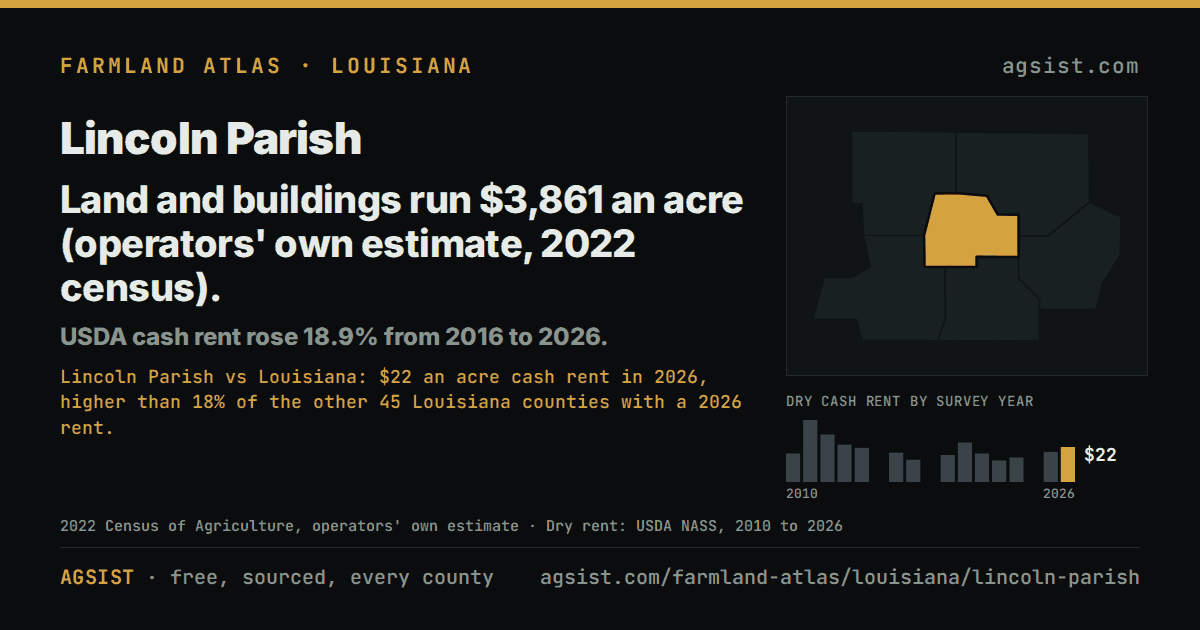 FARMLAND ATLAS · LOUISIANA
agsist.com
Lincoln Parish
Land and buildings run $3,861 an acre
(operators' own estimate, 2022
census).
USDA cash rent rose 18.9% from 2016 to 2026.
Lincoln Parish vs Louisiana: $22 an acre cash rent in 2026,
higher than 18% of the other 45 Louisiana counties with a 2026
rent.
DRY CASH RENT BY SURVEY YEAR
$22
2010
2026
2022 Census of Agriculture, operators' own estimate · Dry rent: USDA NASS, 2010 to 2026
AGSIST · free, sourced, every county
agsist.com/farmland-atlas/louisiana/lincoln-parish